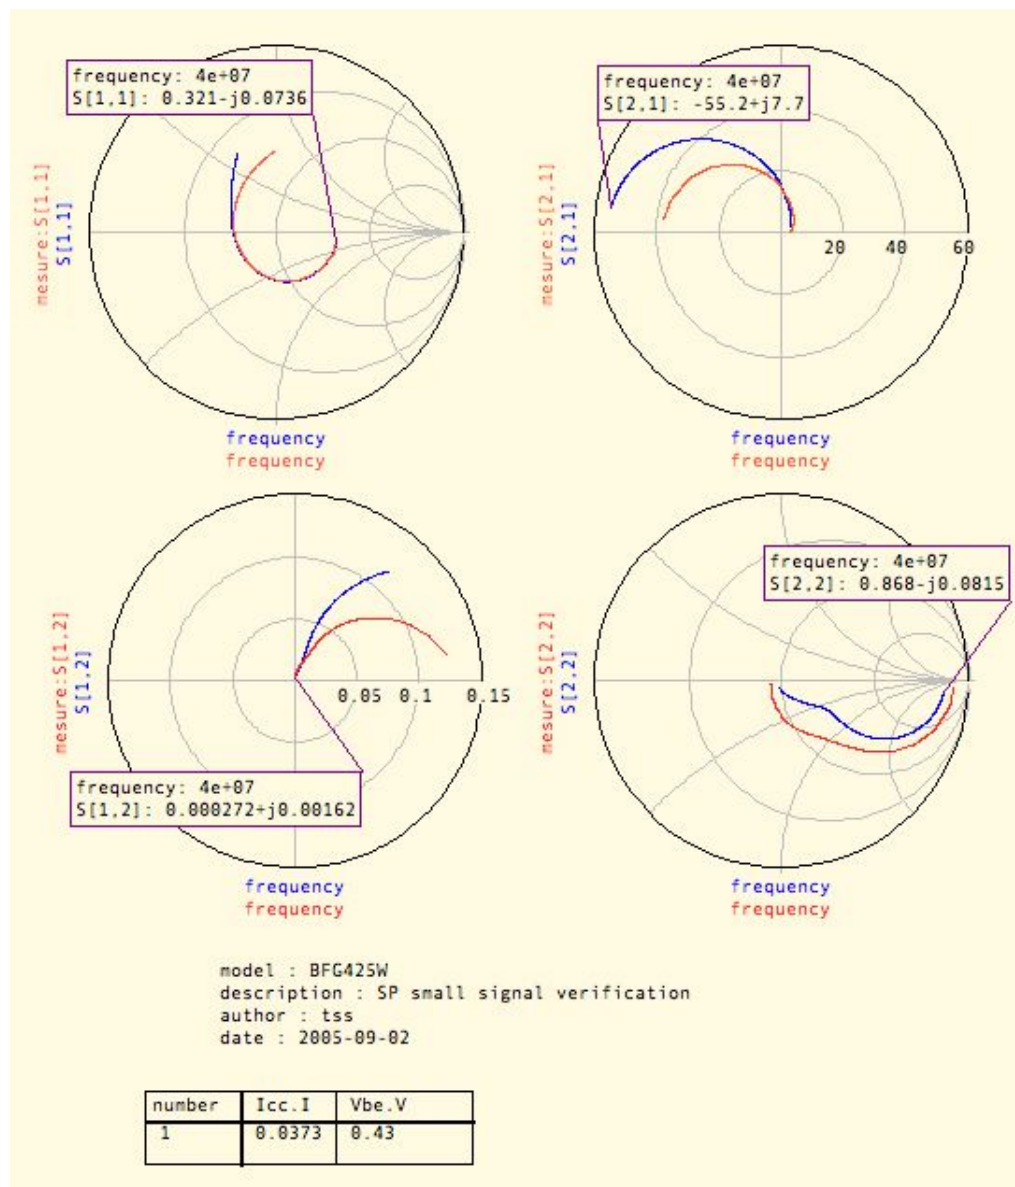 frequency: 4e+07
S[1,1]: 0.321-j0.0736
mesure:S[1,1]
S[1,1]
frequency
frequency
frequency: 4e+07
S[2,1]: -55.2+j7.7
mesure:S[2,1]
S[2,1]
20 40 60
frequency
frequency
mesure:S[1,2]
S[1,2]
0.05 0.1 0.15
frequency: 4e+07
S[1,2]: 0.000272+j0.00162
frequency
frequency
frequency: 4e+07
S[2,2]: 0.868-j0.0815
mesure:S[2,2]
S[2,2]
frequency
frequency
model : BFG425W
description : SP small signal verification
author : tss
date : 2005-09-02
number Icc.I Vbe.V
1 0.0373 0.43